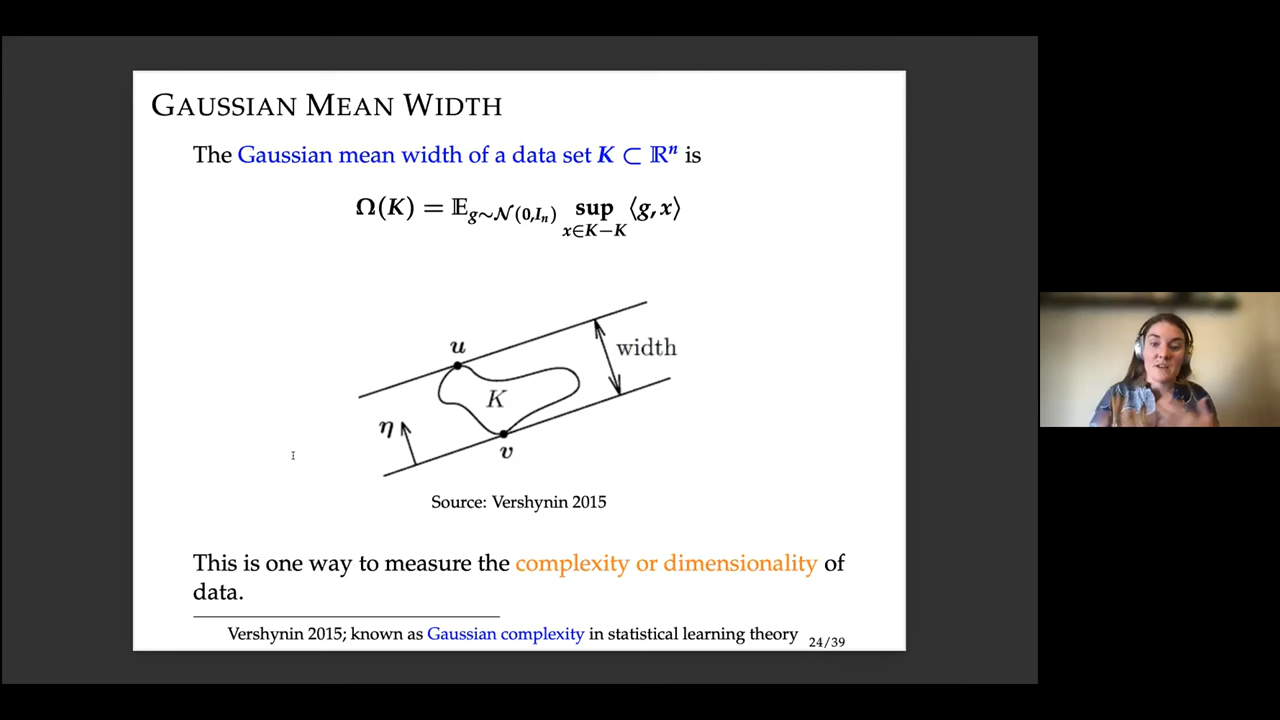 GAUSSIAN MEAN WIDTH
The Gaussian mean width of a data set K ⊂ ℝⁿ is
Ω(K) = 𝔼_{g∼𝒩(0,Iₙ)} sup_{x∈K−K} ⟨g, x⟩
u
width
K
η
v
Source: Vershynin 2015
This is one way to measure the complexity or dimensionality of
data.
Vershynin 2015; known as Gaussian complexity in statistical learning theory
24/39